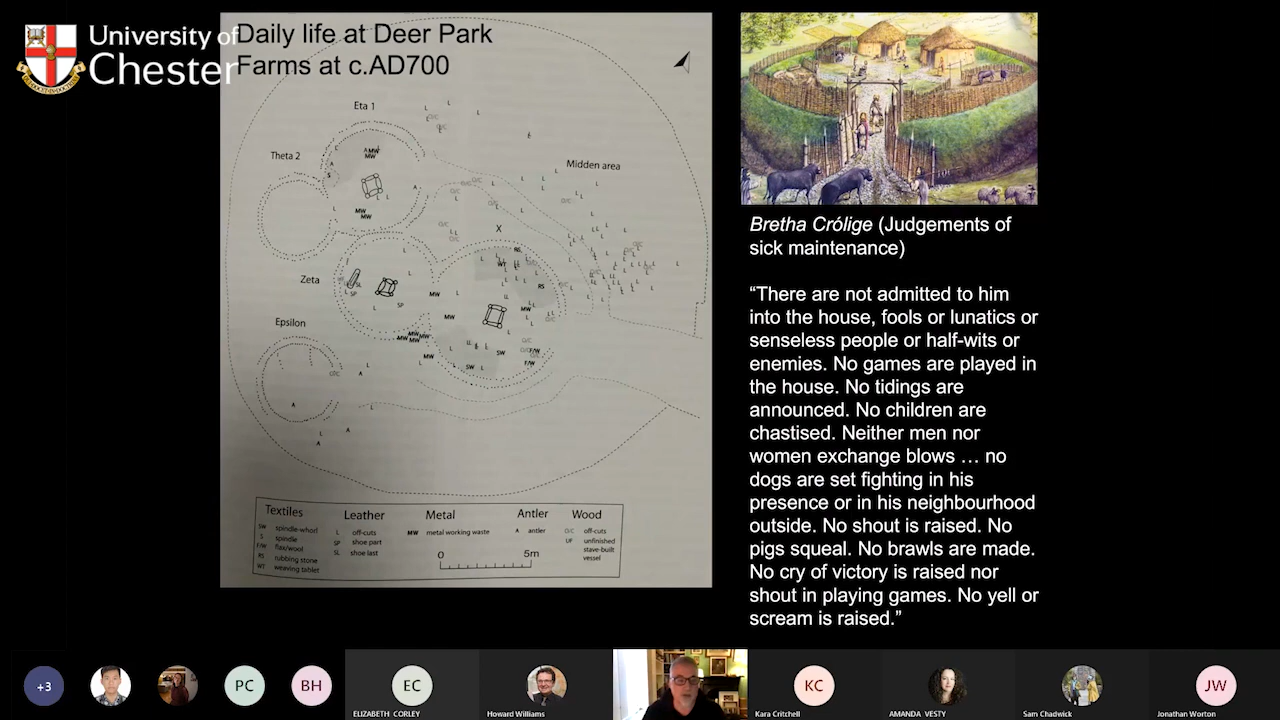 University of
Chester
Daily life at Deer Park
Farms at c.AD700
Eta 1
Theta 2
Midden area
X
Zeta
Epsilon
Textiles
SW spindle-whorl
S spindle
F/W flax/wool
RS rubbing stone
WT weaving tablet
Leather
L off-cuts
SP shoe part
SL shoe last
Metal
MW metal working waste
Antler
A antler
Wood
O/C off-cuts
UF unfinished
stave-built
vessel
0 5m
Bretha Crólige (Judgements of
sick maintenance)
“There are not admitted to him
into the house, fools or lunatics or
senseless people or half-wits or
enemies. No games are played in
the house. No tidings are
announced. No children are
chastised. Neither men nor
women exchange blows … no
dogs are set fighting in his
presence or in his neighbourhood
outside. No shout is raised. No
pigs squeal. No brawls are made.
No cry of victory is raised nor
shout in playing games. No yell or
scream is raised.”
+3
PC
BH
EC
ELIZABETH CORLEY
Howard Williams
KC
Kara Critchell
AMANDA VESTY
Sam Chadwick
JW
Jonathan Worton